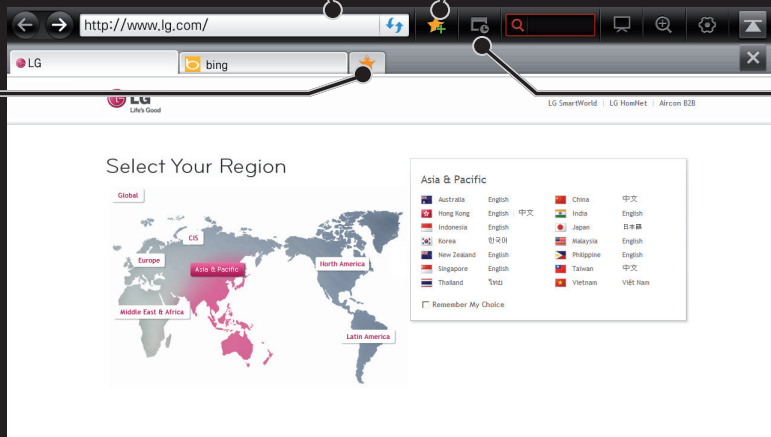 http://www.lg.com/
LG
bing
LG
Life's Good
LG SmartWorld | LG HomNet | Aircon B2B
Select Your Region
Global
CIS
Europe
Asia & Pacific
North America
Middle East & Africa
Latin America
Asia & Pacific
Australia English
China 中文
Hong Kong English 中文
India English
Indonesia English
Japan 日本語
Korea 한국어
Malaysia English
New Zealand English
Philippine English
Singapore English
Taiwan 中文
Thailand ไทย
Vietnam Việt Nam
Remember My Choice